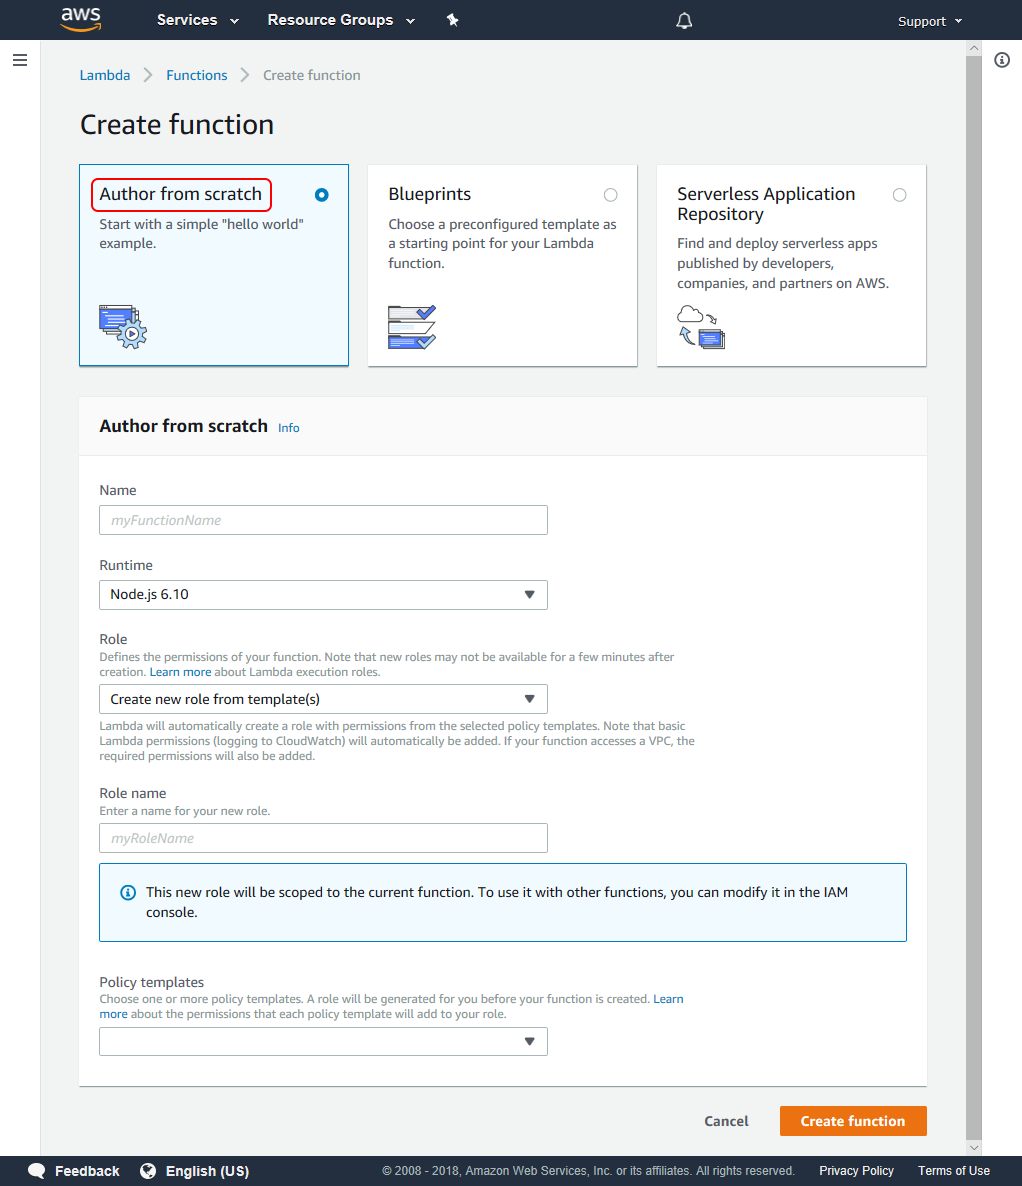 aws Services Resource Groups Support
Lambda Functions Create function
Create function
Author from scratch
Start with a simple "hello world"
example.
Blueprints
Choose a preconfigured template as
a starting point for your Lambda
function.
Serverless Application
Repository
Find and deploy serverless apps
published by developers,
companies, and partners on AWS.
Author from scratch Info
Name
myFunctionName
Runtime
Node.js 6.10
Role
Defines the permissions of your function. Note that new roles may not be available for a few minutes after
creation. Learn more about Lambda execution roles.
Create new role from template(s)
Lambda will automatically create a role with permissions from the selected policy templates. Note that basic
Lambda permissions (logging to CloudWatch) will automatically be added. If your function accesses a VPC, the
required permissions will also be added.
Role name
Enter a name for your new role.
myRoleName
This new role will be scoped to the current function. To use it with other functions, you can modify it in the IAM
console.
Policy templates
Choose one or more policy templates. A role will be generated for you before your function is created. Learn
more about the permissions that each policy template will add to your role.
Cancel Create function
Feedback English (US) © 2008 - 2018, Amazon Web Services, Inc. or its affiliates. All rights reserved. Privacy Policy Terms of Use